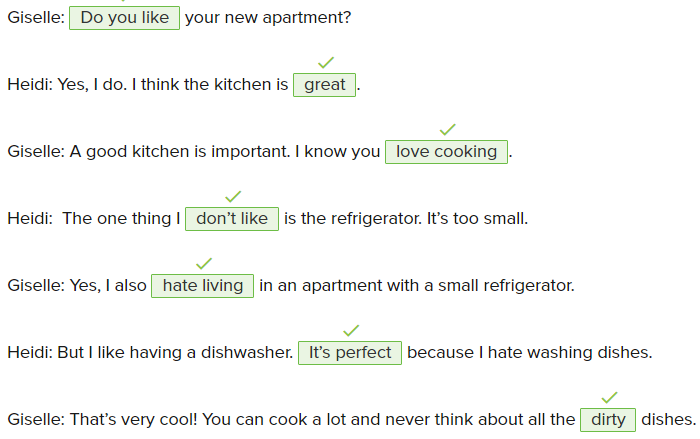 Giselle: Do you like your new apartment?
Heidi: Yes, I do. I think the kitchen is great.
Giselle: A good kitchen is important. I know you love cooking.
Heidi:  The one thing I don’t like is the refrigerator. It’s too small.
Giselle: Yes, I also hate living in an apartment with a small refrigerator.
Heidi: But I like having a dishwasher. It’s perfect because I hate washing dishes.
Giselle: That’s very cool! You can cook a lot and never think about all the dirty dishes.